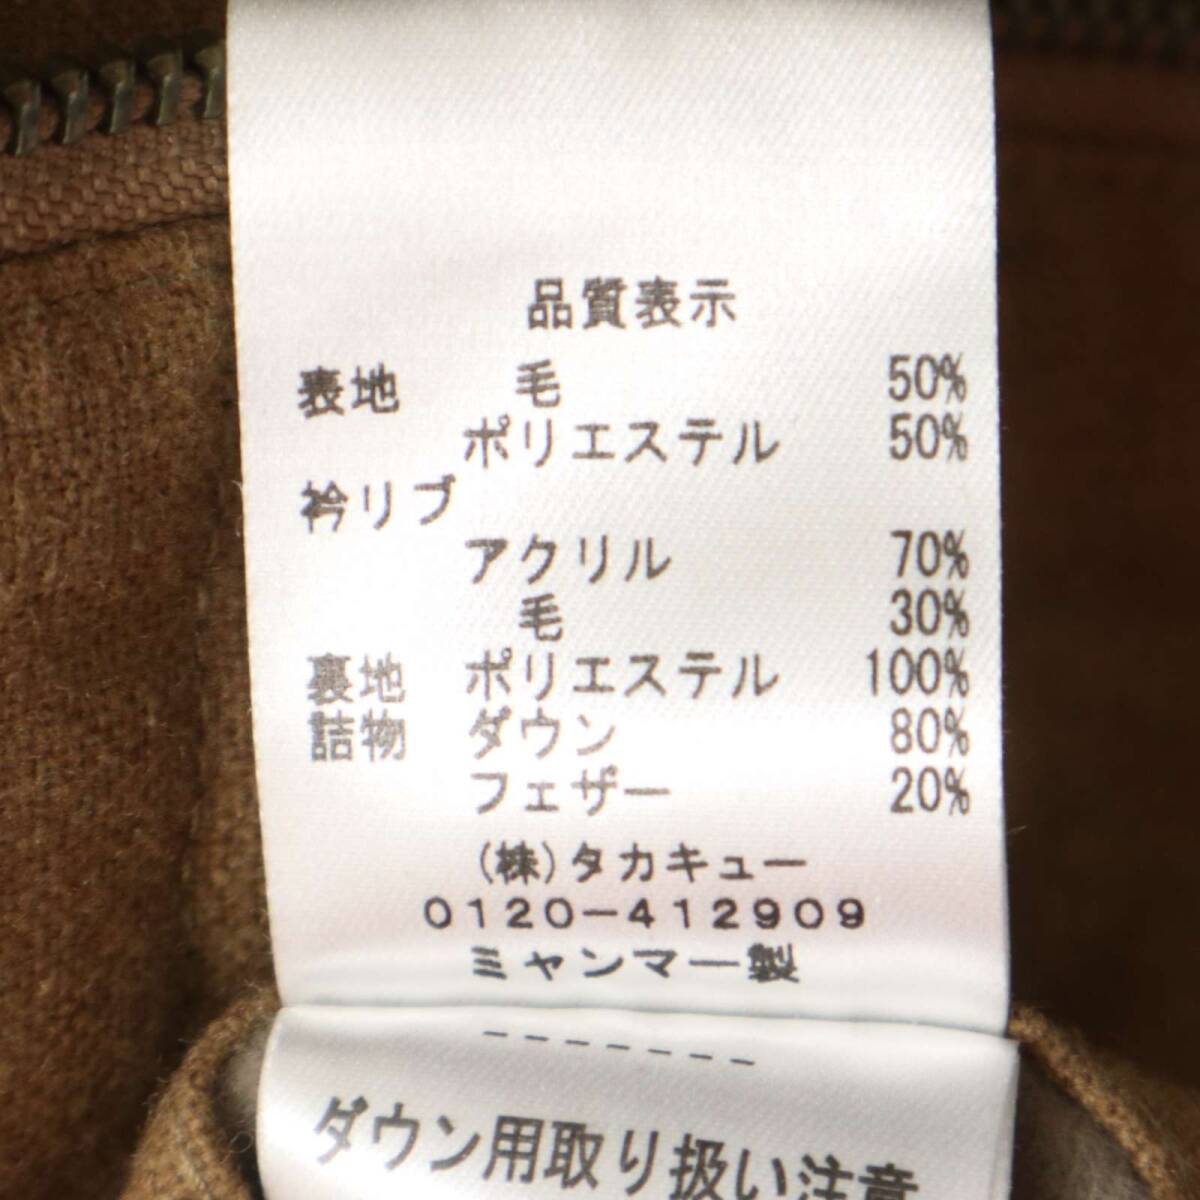 品質表示
表地 毛 50%
ポリエステル 50%
衿リブ
アクリル 70%
毛 30%
裏地 ポリエステル 100%
詰物 ダウン 80%
フェザー 20%
(株)タカキュー
0120-412909
ミャンマー製
-------
ダウン用取り扱い注意